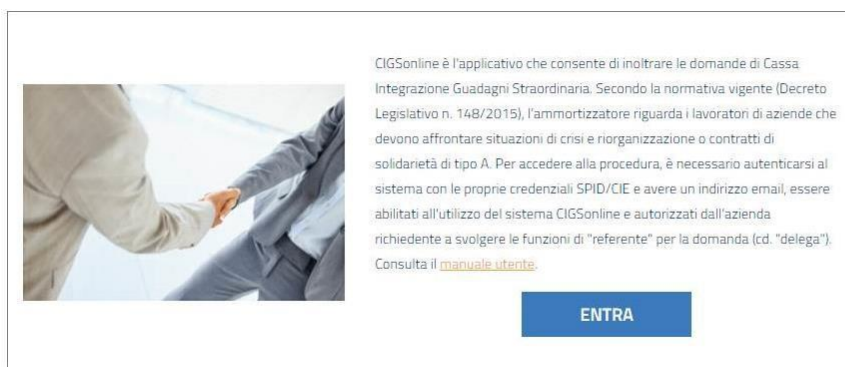 CIGSonline è l'applicativo che consente di inoltrare le domande di Cassa
Integrazione Guadagni Straordinaria. Secondo la normativa vigente (Decreto
Legislativo n. 148/2015), l'ammortizzatore riguarda i lavoratori di aziende che
devono affrontare situazioni di crisi e riorganizzazione o contratti di
solidarietà di tipo A. Per accedere alla procedura, è necessario autenticarsi al
sistema con le proprie credenziali SPID/CIE e avere un indirizzo email, essere
abilitati all'utilizzo del sistema CIGSonline e autorizzati dall'azienda
richiedente a svolgere le funzioni di "referente" per la domanda (cd. "delega").
Consulta il manuale utente.
ENTRA